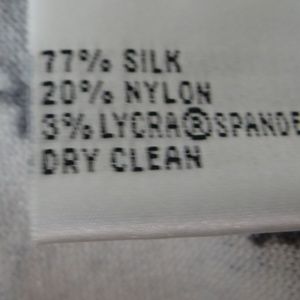 77% SILK
20% NYLON
3% LYCRA®SPANDE
DRY CLEAN